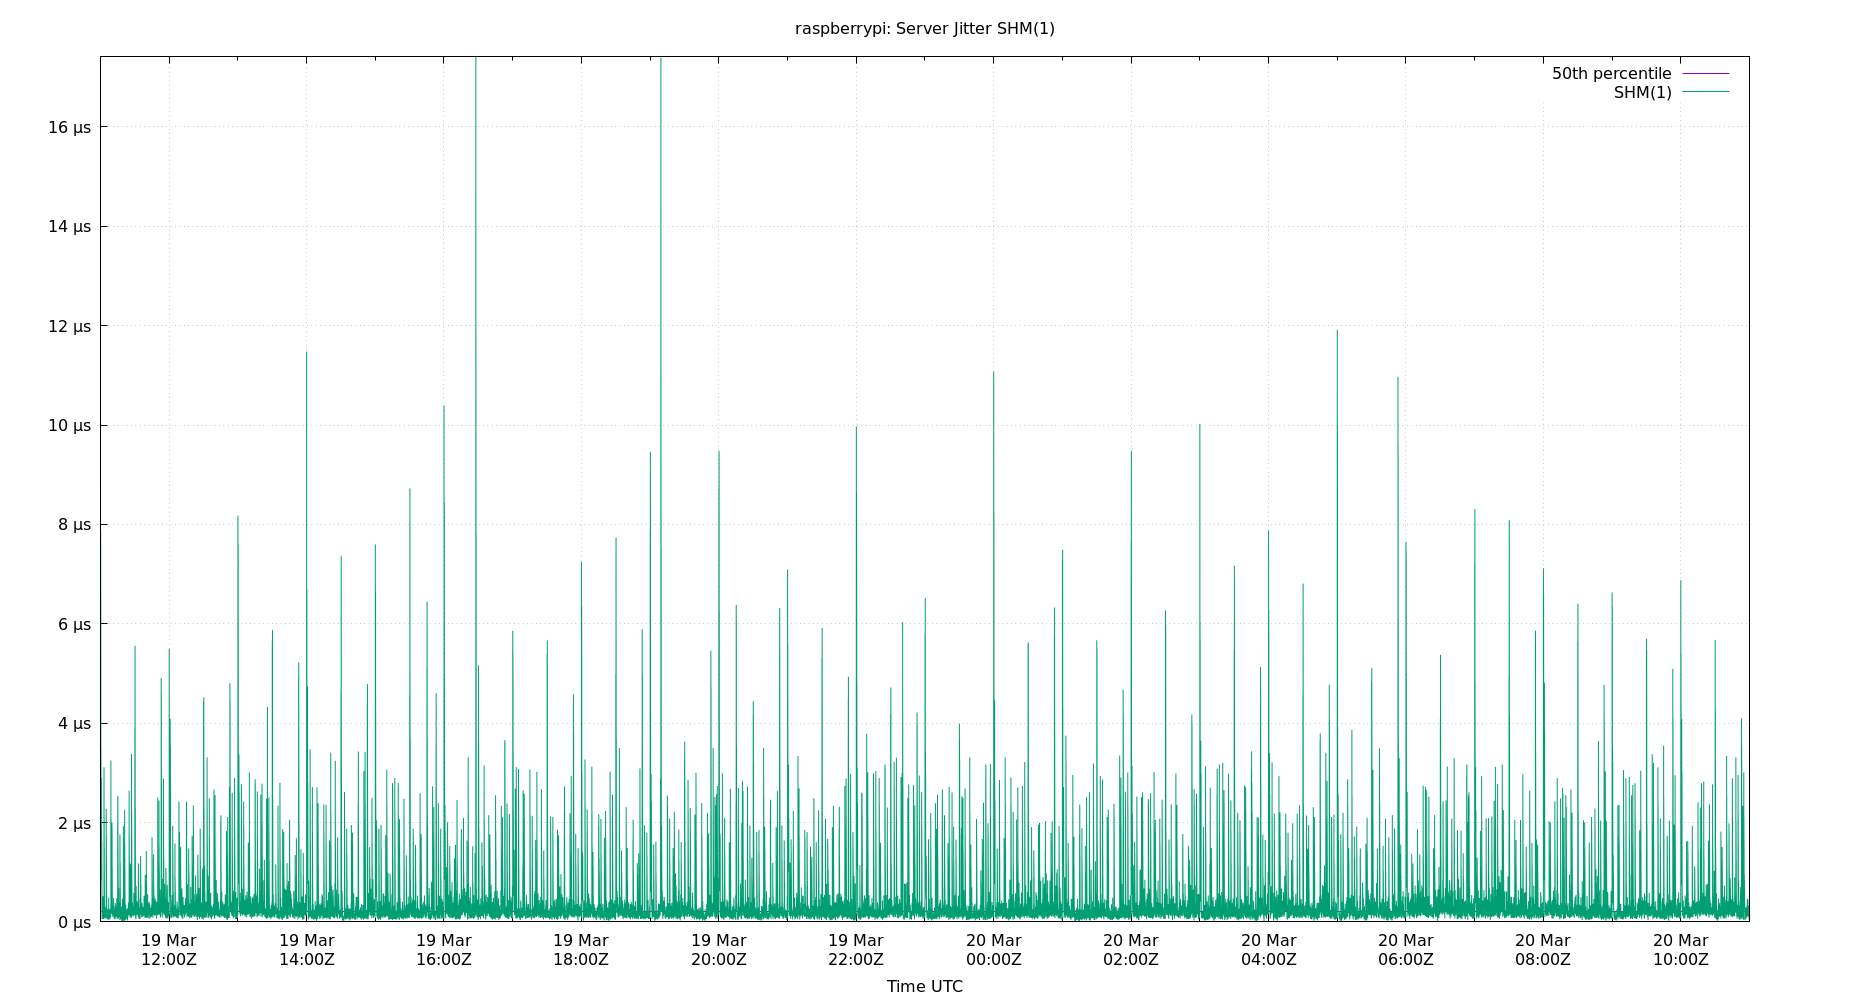 raspberrypi: Server Jitter SHM(1)
50th percentile
SHM(1)
16 µs
14 µs
12 µs
10 µs
8 µs
6 µs
4 µs
2 µs
0 µs
19 Mar 19 Mar 19 Mar 19 Mar 19 Mar 19 Mar 20 Mar 20 Mar 20 Mar 20 Mar 20 Mar 20 Mar
12:00Z 14:00Z 16:00Z 18:00Z 20:00Z 22:00Z 00:00Z 02:00Z 04:00Z 06:00Z 08:00Z 10:00Z
Time UTC